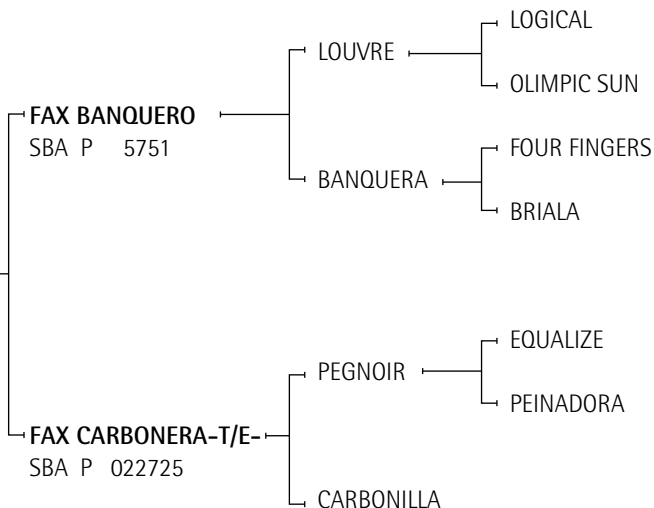 LOGICAL
LOUVRE
OLIMPIC SUN
FAX BANQUERO
SBA P 5751
FOUR FINGERS
BANQUERA
BRIALA
EQUALIZE
PEGNOIR
PEINADORA
FAX CARBONERA-T/E-
SBA P 022725
CARBONILLA